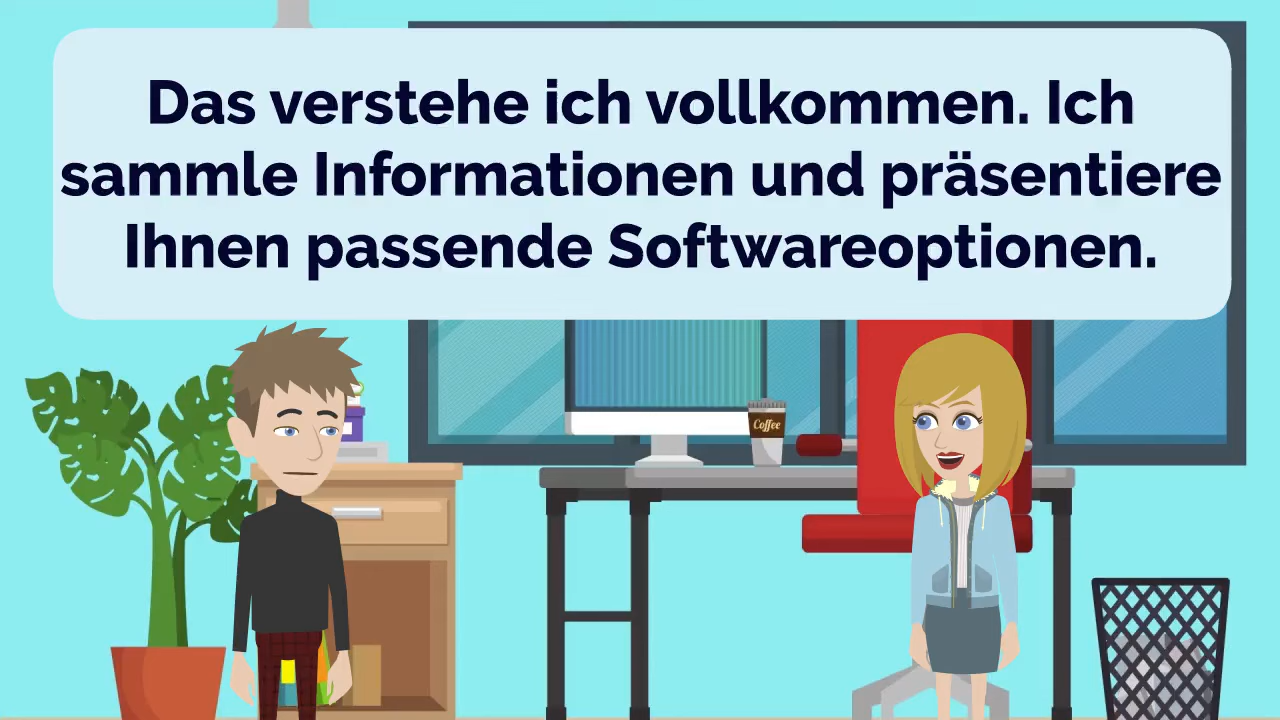 Das verstehe ich vollkommen. Ich
sammle Informationen und präsentiere
Ihnen passende Softwareoptionen.
Coffee